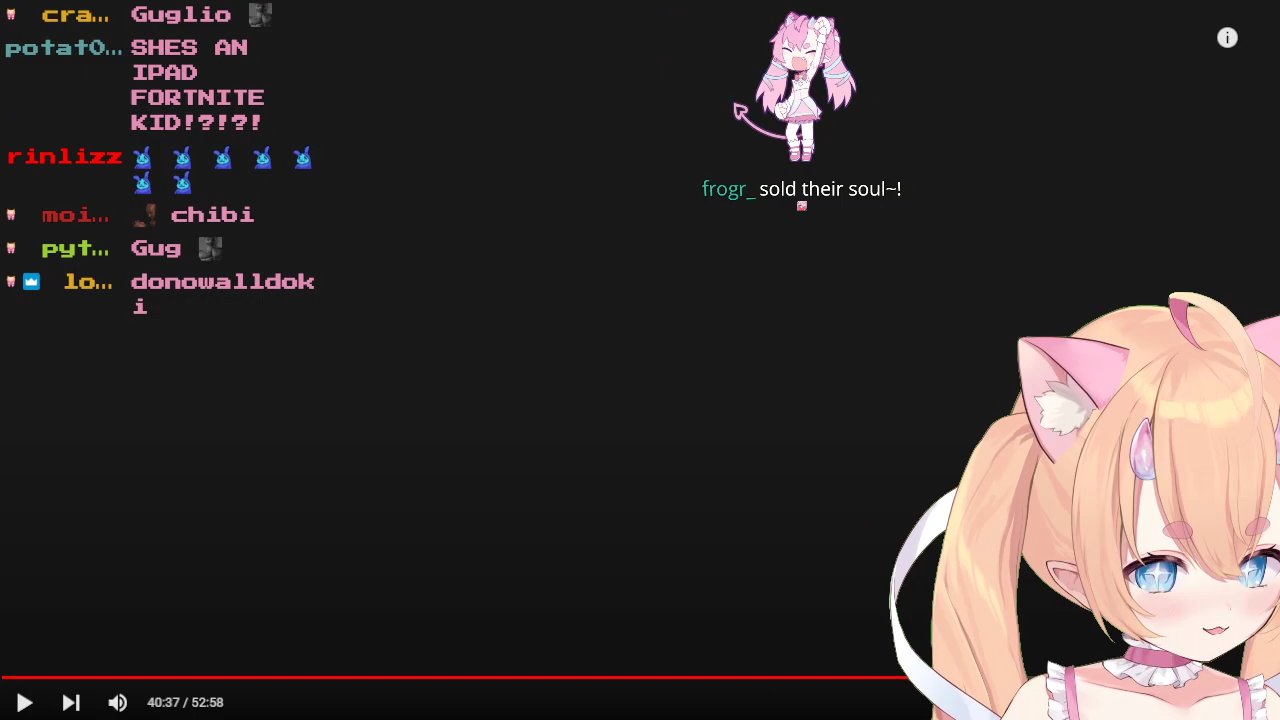 cra... Guglio
potat0... SHES AN
IPAD
FORTNITE
KID!?!?!
rinlizz
moi... chibi
pyt... Gug
lo... donowalldok
i
frogr_ sold their soul~!
40:37 / 52:58